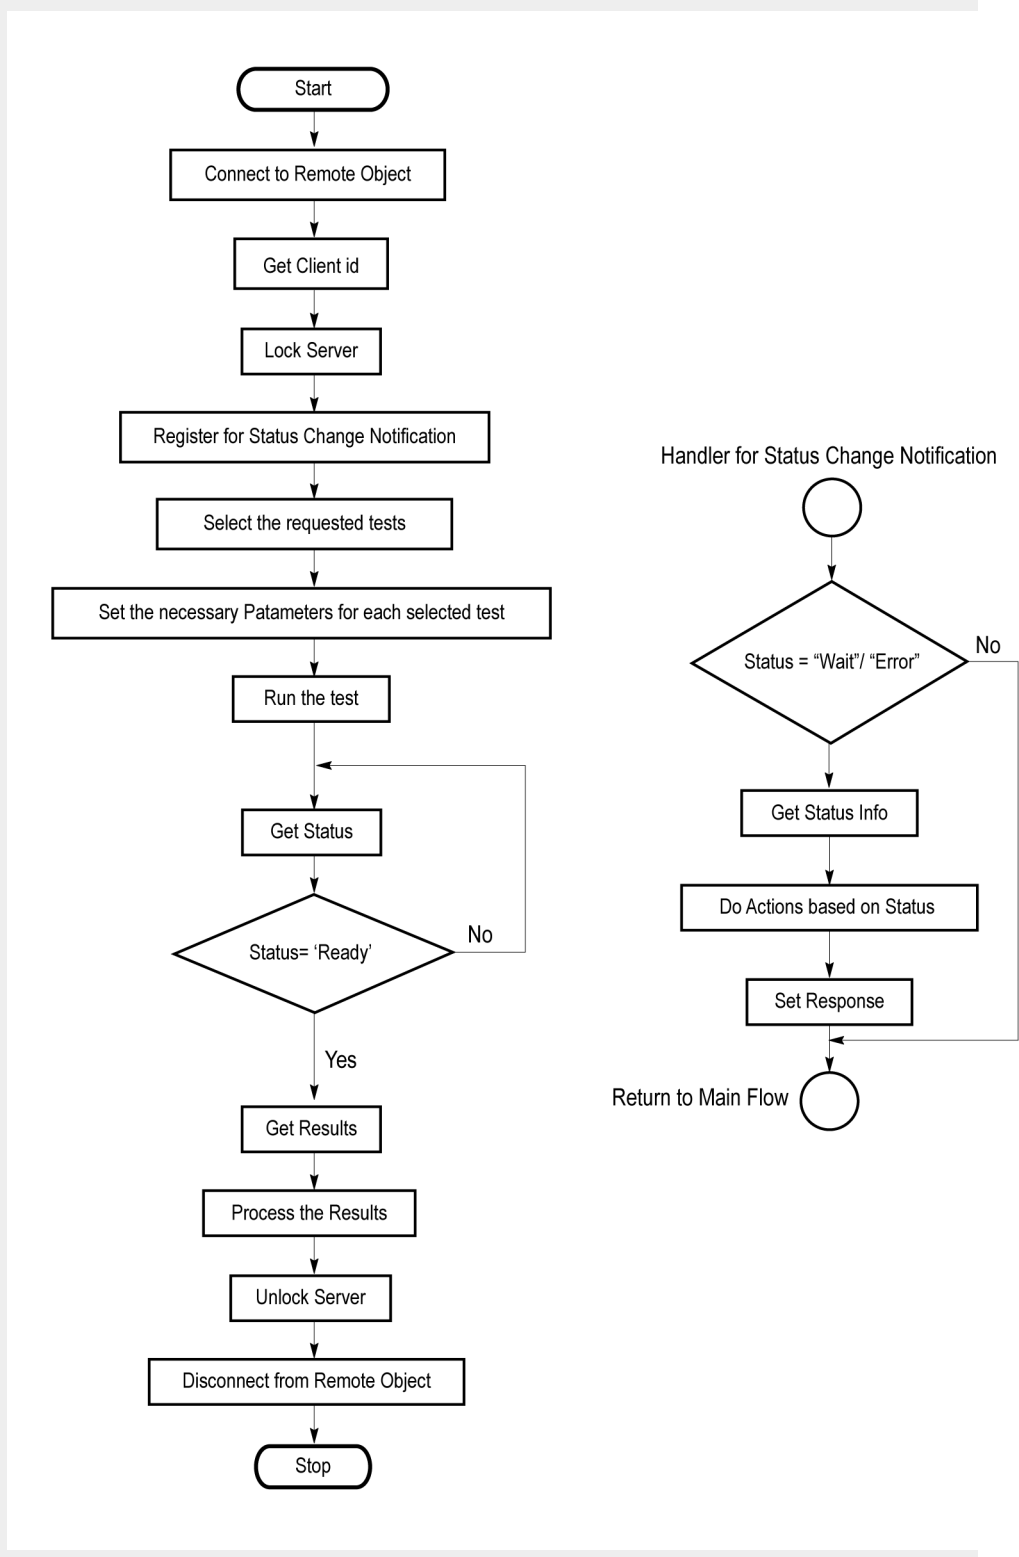 Start
Connect to Remote Object
Get Client id
Lock Server
Register for Status Change Notification
Select the requested tests
Set the necessary Patameters for each selected test
Run the test
Get Status
Status= ‘Ready’
No
Yes
Get Results
Process the Results
Unlock Server
Disconnect from Remote Object
Stop
Handler for Status Change Notification
Status = “Wait”/ “Error”
No
Get Status Info
Do Actions based on Status
Set Response
Return to Main Flow